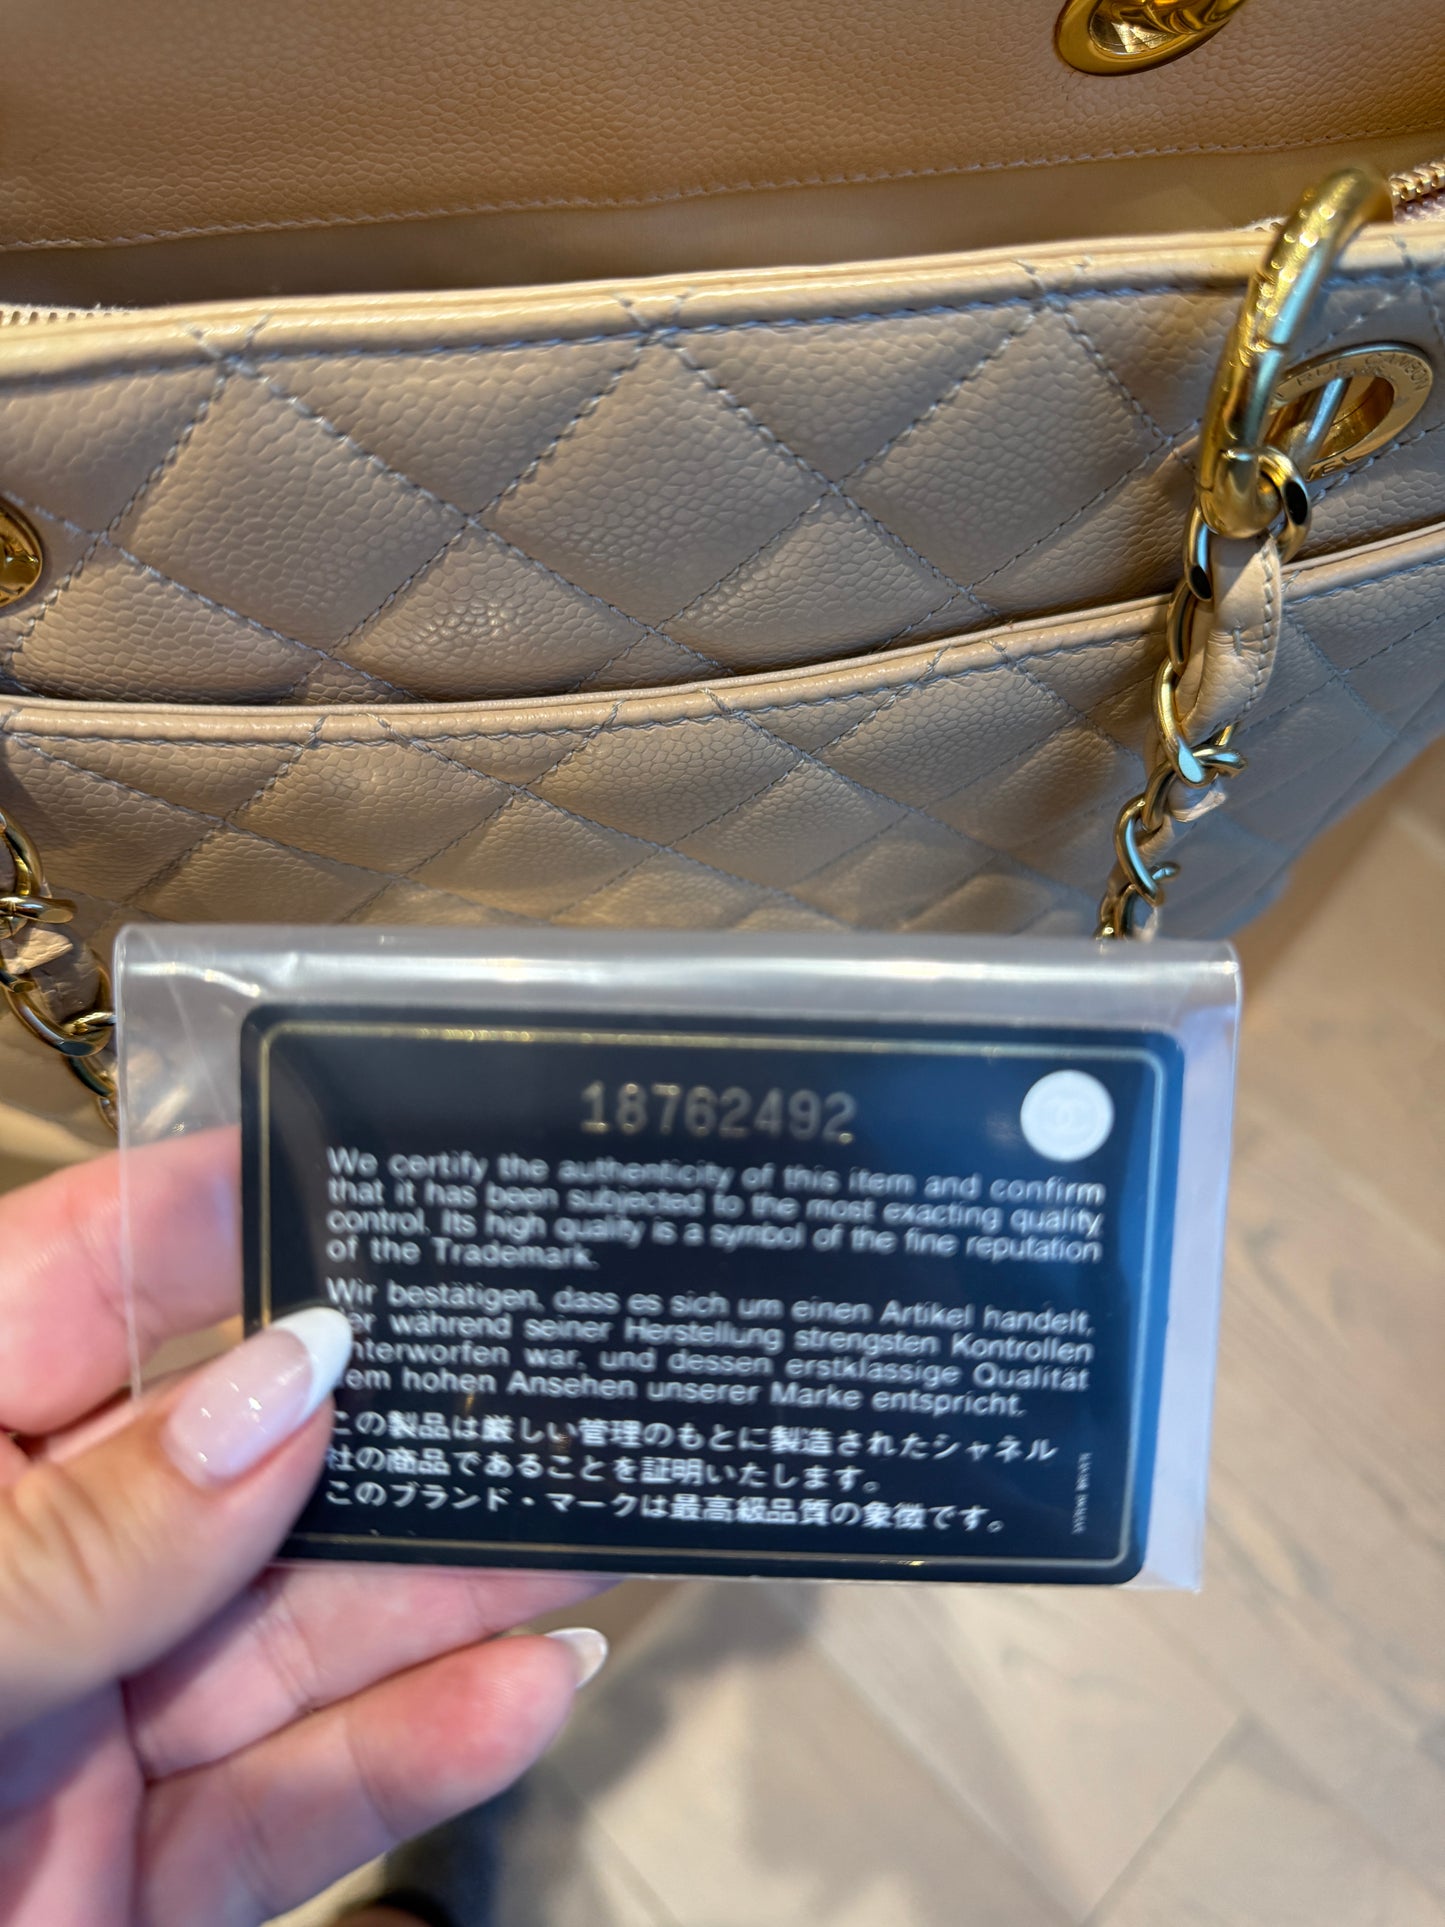 RUE CAMBON
18762492
We certify the authenticity of this item and confirm
that it has been subjected to the most exacting quality
control. Its high quality is a symbol of the fine reputation
of the Trademark.
Wir bestätigen, dass es sich um einen Artikel handelt,
während seiner Herstellung strengsten Kontrollen
nterworfen war, und dessen erstklassige Qualität
em hohen Ansehen unserer Marke entspricht.
この製品は厳しい管理のもとに製造されたシャネル
社の商品であることを証明いたします。
このブランド・マークは最高級品質の象徴です。